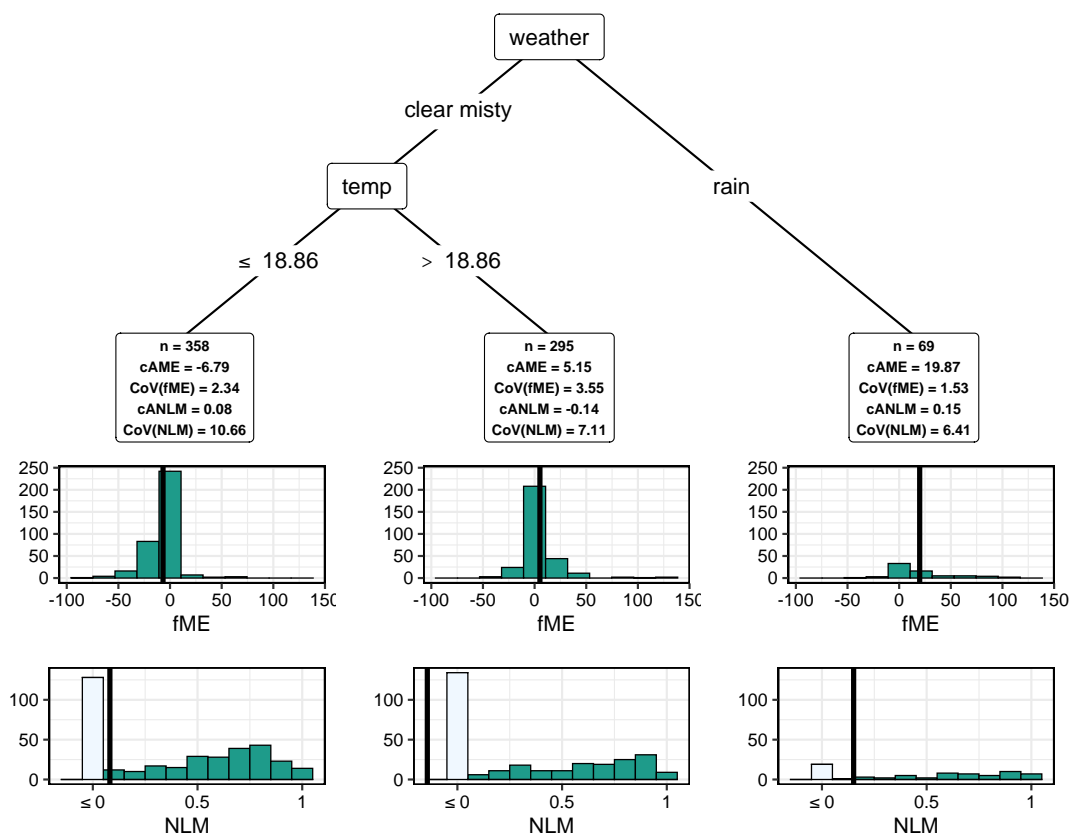 weather
clear misty
temp
rain
≤ 18.86
> 18.86
n = 358
cAME = -6.79
CoV(fME) = 2.34
cANLM = 0.08
CoV(NLM) = 10.66
n = 295
cAME = 5.15
CoV(fME) = 3.55
cANLM = -0.14
CoV(NLM) = 7.11
n = 69
cAME = 19.87
CoV(fME) = 1.53
cANLM = 0.15
CoV(NLM) = 6.41
250
200
150
100
50
0
-100 -50 0 50 100 150
fME
250
200
150
100
50
0
-100 -50 0 50 100 150
fME
250
200
150
100
50
0
-100 -50 0 50 100 150
fME
100
50
0
≤ 0 0.5 1
NLM
100
50
0
≤ 0 0.5 1
NLM
100
50
0
≤ 0 0.5 1
NLM